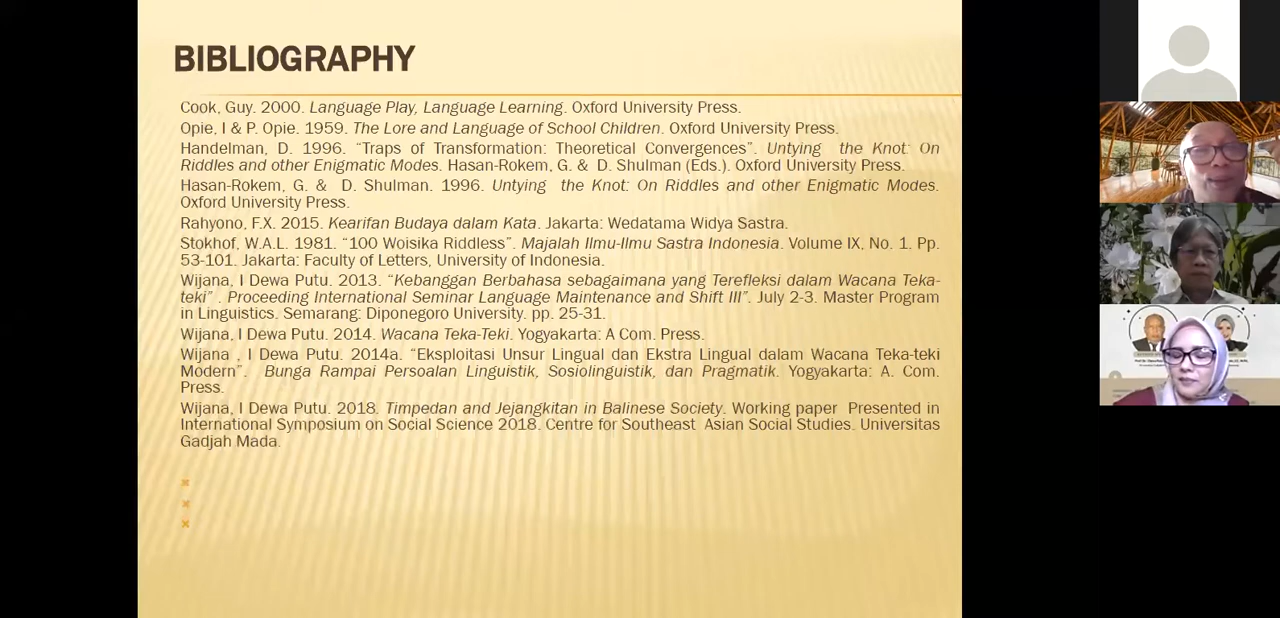 BIBLIOGRAPHY
Cook, Guy. 2000. Language Play, Language Learning. Oxford University Press.
Opie, I & P. Opie. 1959. The Lore and Language of School Children. Oxford University Press.
Handelman, D. 1996. “Traps of Transformation: Theoretical Convergences”. Untying the Knot: On
Riddles and other Enigmatic Modes. Hasan-Rokem, G. & D. Shulman (Eds.). Oxford University Press.
Hasan-Rokem, G. & D. Shulman. 1996. Untying the Knot: On Riddles and other Enigmatic Modes.
Oxford University Press.
Rahyono, F.X. 2015. Kearifan Budaya dalam Kata. Jakarta: Wedatama Widya Sastra.
Stokhof, W.A.L. 1981. “100 Woisika Riddless”. Majalah Ilmu-Ilmu Sastra Indonesia. Volume IX, No. 1. Pp.
53-101. Jakarta: Faculty of Letters, University of Indonesia.
Wijana, I Dewa Putu. 2013. “Kebanggan Berbahasa sebagaimana yang Terefleksi dalam Wacana Teka-
teki” . Proceeding International Seminar Language Maintenance and Shift III”. July 2-3. Master Program
in Linguistics. Semarang: Diponegoro University. pp. 25-31.
Wijana, I Dewa Putu. 2014. Wacana Teka-Teki. Yogyakarta: A Com. Press.
Wijana , I Dewa Putu. 2014a. “Eksploitasi Unsur Lingual dan Ekstra Lingual dalam Wacana Teka-teki
Modern”. Bunga Rampai Persoalan Linguistik, Sosiolinguistik, dan Pragmatik. Yogyakarta: A. Com.
Press.
Wijana, I Dewa Putu. 2018. Timpedan and Jejangkitan in Balinese Society. Working paper Presented in
International Symposium on Social Science 2018. Centre for Southeast Asian Social Studies. Universitas
Gadjah Mada.